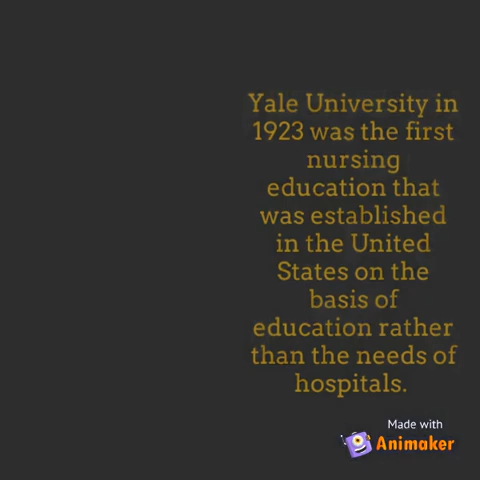 Yale University in
1923 was the first
nursing
education that
was established
in the United
States on the
basis of
education rather
than the needs of
hospitals.
Made with
Animaker